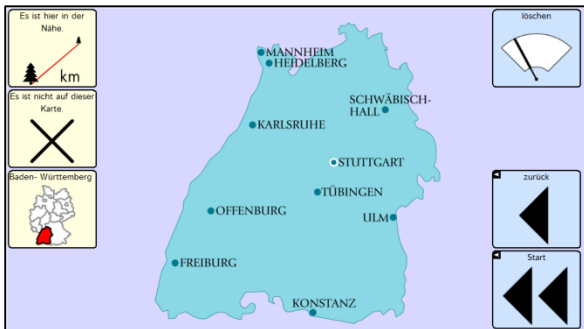 Es ist hier in der
Nähe.
km
Es ist nicht auf dieser
Karte.
Baden- Württemberg
MANNHEIM
HEIDELBERG
SCHWÄBISCH-
HALL
KARLSRUHE
STUTTGART
TÜBINGEN
OFFENBURG
ULM
FREIBURG
KONSTANZ
löschen
zurück
Start